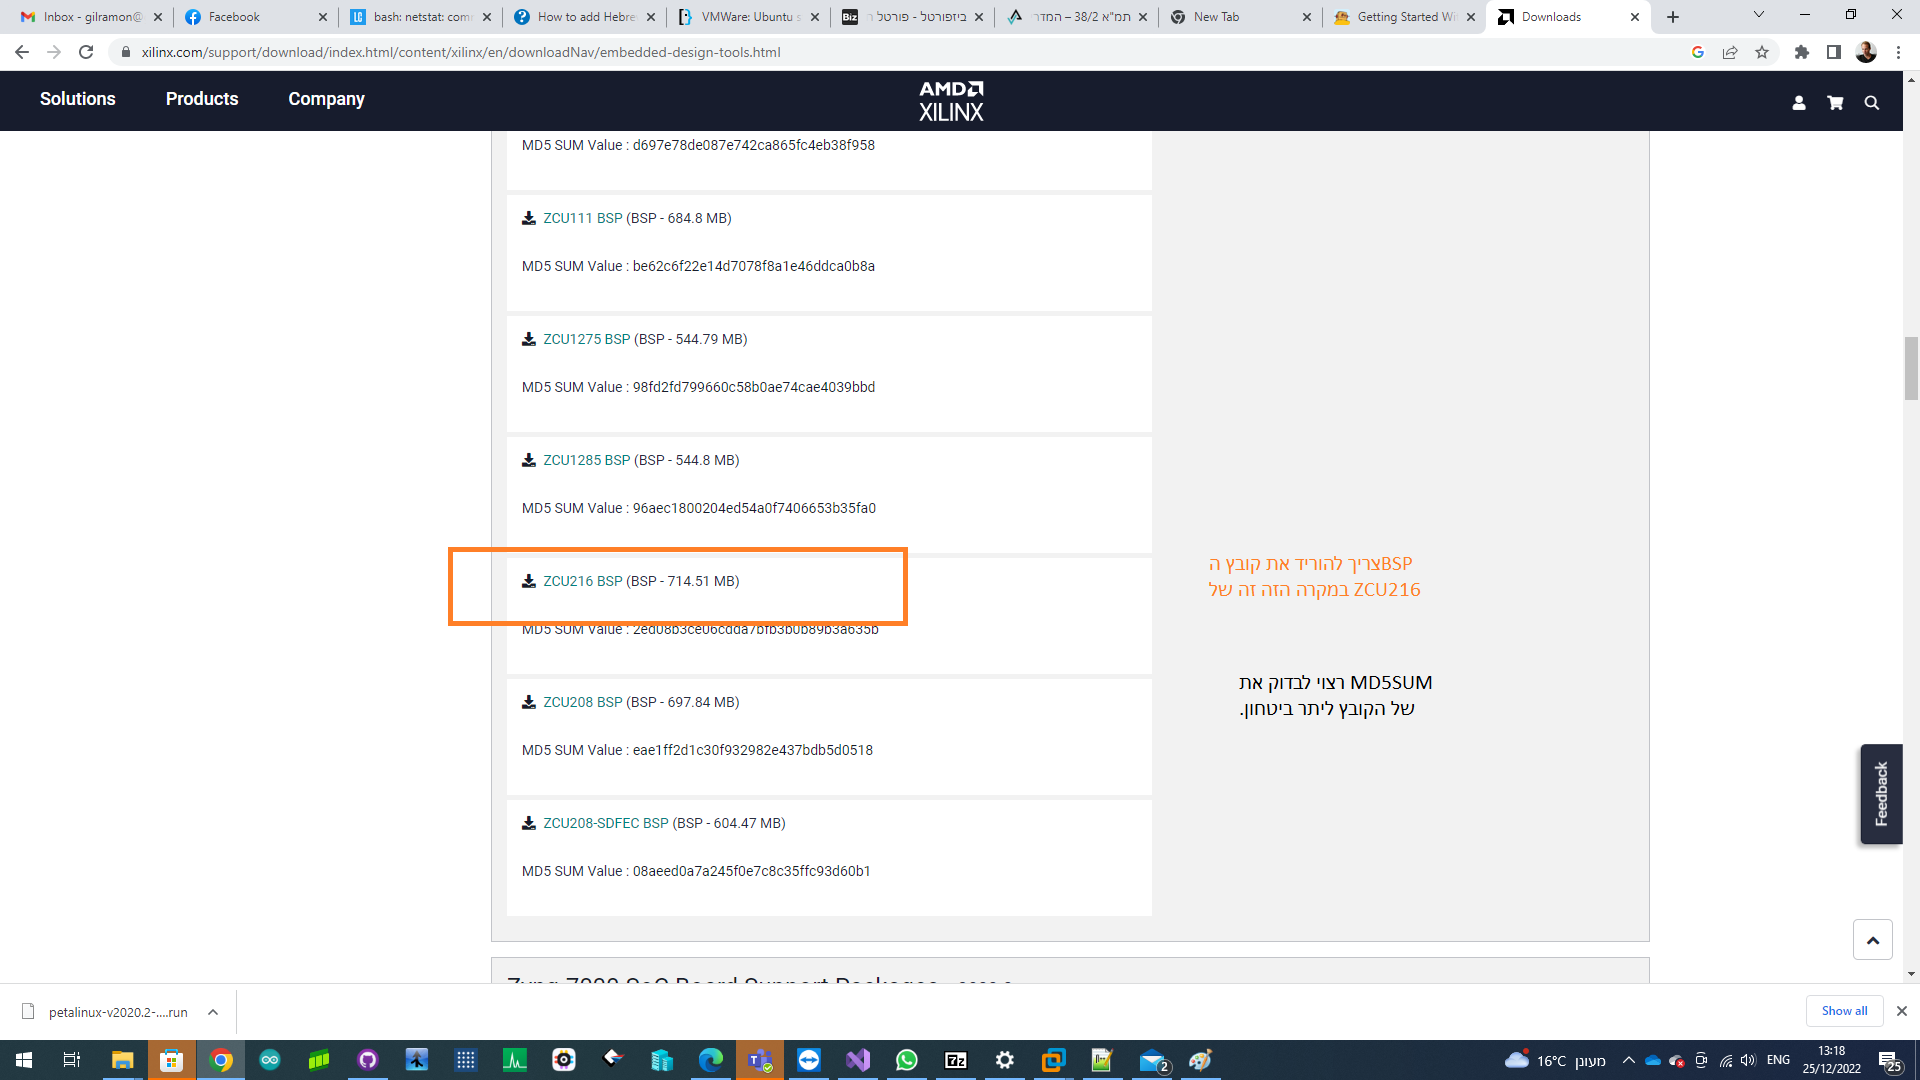 Inbox - gilramon@
Facebook
bash: netstat: com
How to add Hebre
VMWare: Ubuntu s
ביזפורטל - פורטל ה
תמ"א 38/2 – המדרי
New Tab
Getting Started Wi
Downloads
xilinx.com/support/download/index.html/content/xilinx/en/downloadNav/embedded-design-tools.html
Solutions
Products
Company
AMD
XILINX
MD5 SUM Value : d697e78de087e742ca865fc4eb38f958
ZCU111 BSP (BSP - 684.8 MB)
MD5 SUM Value : be62c6f22e14d7078f8a1e46ddca0b8a
ZCU1275 BSP (BSP - 544.79 MB)
MD5 SUM Value : 98fd2fd799660c58b0ae74cae4039bbd
ZCU1285 BSP (BSP - 544.8 MB)
MD5 SUM Value : 96aec1800204ed54a0f7406653b35fa0
ZCU216 BSP (BSP - 714.51 MB)
MD5 SUM Value : 2ed08b3ce06cdda7bfb3b0b89b3a635b
צריך להוריד את קובץ הBSP
במקרה הזה זה של ZCU216
רצוי לבדוק את MD5SUM
של הקובץ ליתר ביטחון.
ZCU208 BSP (BSP - 697.84 MB)
MD5 SUM Value : eae1ff2d1c30f932982e437bdb5d0518
ZCU208-SDFEC BSP (BSP - 604.47 MB)
MD5 SUM Value : 08aeed0a7a245f0e7c8c35ffc93d60b1
Feedback
petalinux-v2020.2-....run
Show all
16°C מעונן
ENG
13:18
25/12/2022
25
2